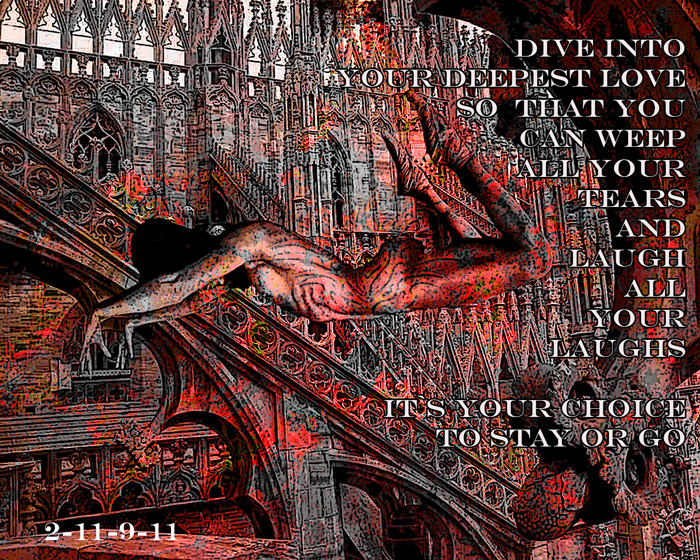 DIVE INTO
YOUR DEEPEST LOVE
SO THAT YOU
CAN WEEP
ALL YOUR
TEARS
AND
LAUGH
ALL
YOUR
LAUGHS
IT'S YOUR CHOICE
TO STAY OR GO
2-11-9-11